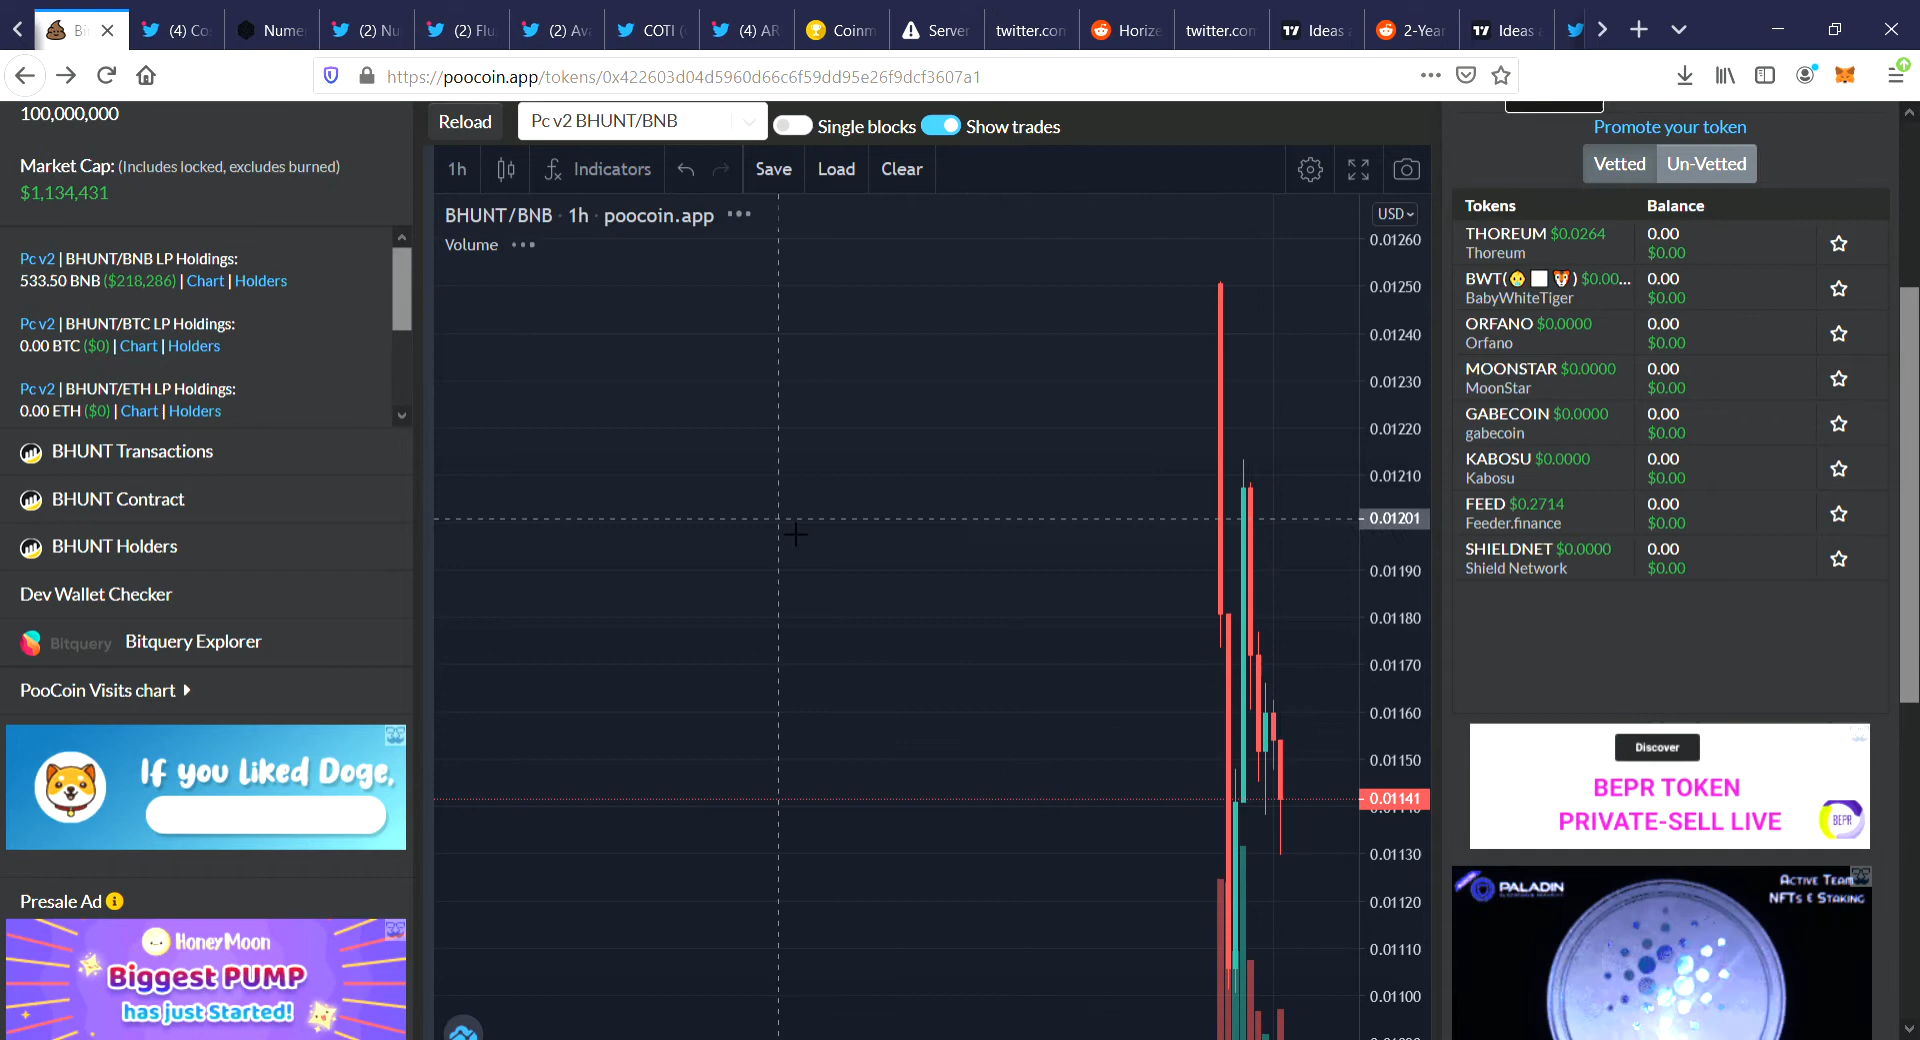 (4) Co
Nume
(2) Nu
(2) Flu
(2) Ava
COTI (
(4) AR
Coinm
Server
twitter.con
Horize
twitter.con
Ideas a
2-Year
Ideas a
https://poocoin.app/tokens/0x422603d04d5960d66c6f59dd95e26f9dcf3607a1
100,000,000
Market Cap: (Includes locked, excludes burned)
$1,134,431
Pc v2 | BHUNT/BNB LP Holdings:
533.50 BNB ($218,286) | Chart | Holders
Pc v2 | BHUNT/BTC LP Holdings:
0.00 BTC ($0) | Chart | Holders
Pc v2 | BHUNT/ETH LP Holdings:
0.00 ETH ($0) | Chart | Holders
BHUNT Transactions
BHUNT Contract
BHUNT Holders
Dev Wallet Checker
Bitquery Bitquery Explorer
PooCoin Visits chart
If you Liked Doge,
Presale Ad
HoneyMoon
Biggest PUMP
has just Started!
Reload
Pc v2 BHUNT/BNB
Single blocks
Show trades
1h
Indicators
Save
Load
Clear
BHUNT/BNB · 1h · poocoin.app
Volume
USD
0.01260
0.01250
0.01240
0.01230
0.01220
0.01210
0.01201
0.01190
0.01180
0.01170
0.01160
0.01150
0.01141
0.01130
0.01120
0.01110
0.01100
Promote your token
Vetted
Un-Vetted
Tokens Balance
THOREUM $0.0264 0.00
Thoreum $0.00
BWT(😢⬜🐯) $0.00... 0.00
BabyWhiteTiger $0.00
ORFANO $0.0000 0.00
Orfano $0.00
MOONSTAR $0.0000 0.00
MoonStar $0.00
GABECOIN $0.0000 0.00
gabecoin $0.00
KABOSU $0.0000 0.00
Kabosu $0.00
FEED $0.2714 0.00
Feeder.finance $0.00
SHIELDNET $0.0000 0.00
Shield Network $0.00
Discover
BEPR TOKEN
PRIVATE-SELL LIVE
BEPR
PALADIN
ACTIVE TEAM
NFTS & STAKING